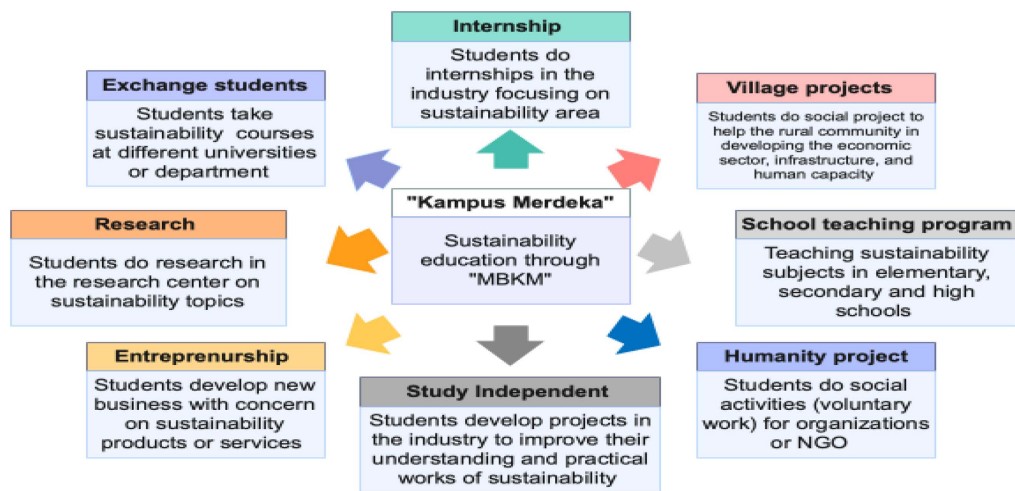 Internship
Students do
internships in the
industry focusing on
sustainability area
Exchange students
Students take
sustainability courses
at different universities
or department
Village projects
Students do social project to
help the rural community in
developing the economic
sector, infrastructure, and
human capacity
"Kampus Merdeka"
Sustainability
education through
"MBKM"
Research
Students do research in
the research center on
sustainability topics
School teaching program
Teaching sustainability
subjects in elementary,
secondary and high
schools
Entreprenurship
Students develop new
business with concern
on sustainability
products or services
Study Independent
Students develop projects
in the industry to improve their
understanding and practical
works of sustainability
Humanity project
Students do social
activities (voluntary
work) for organizations
or NGO